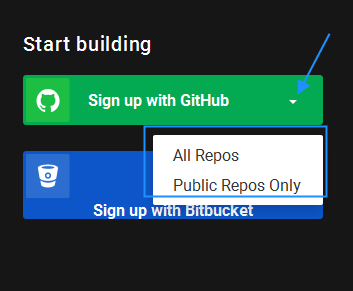 Start building
Sign up with GitHub
All Repos
Public Repos Only
Sign up with Bitbucket